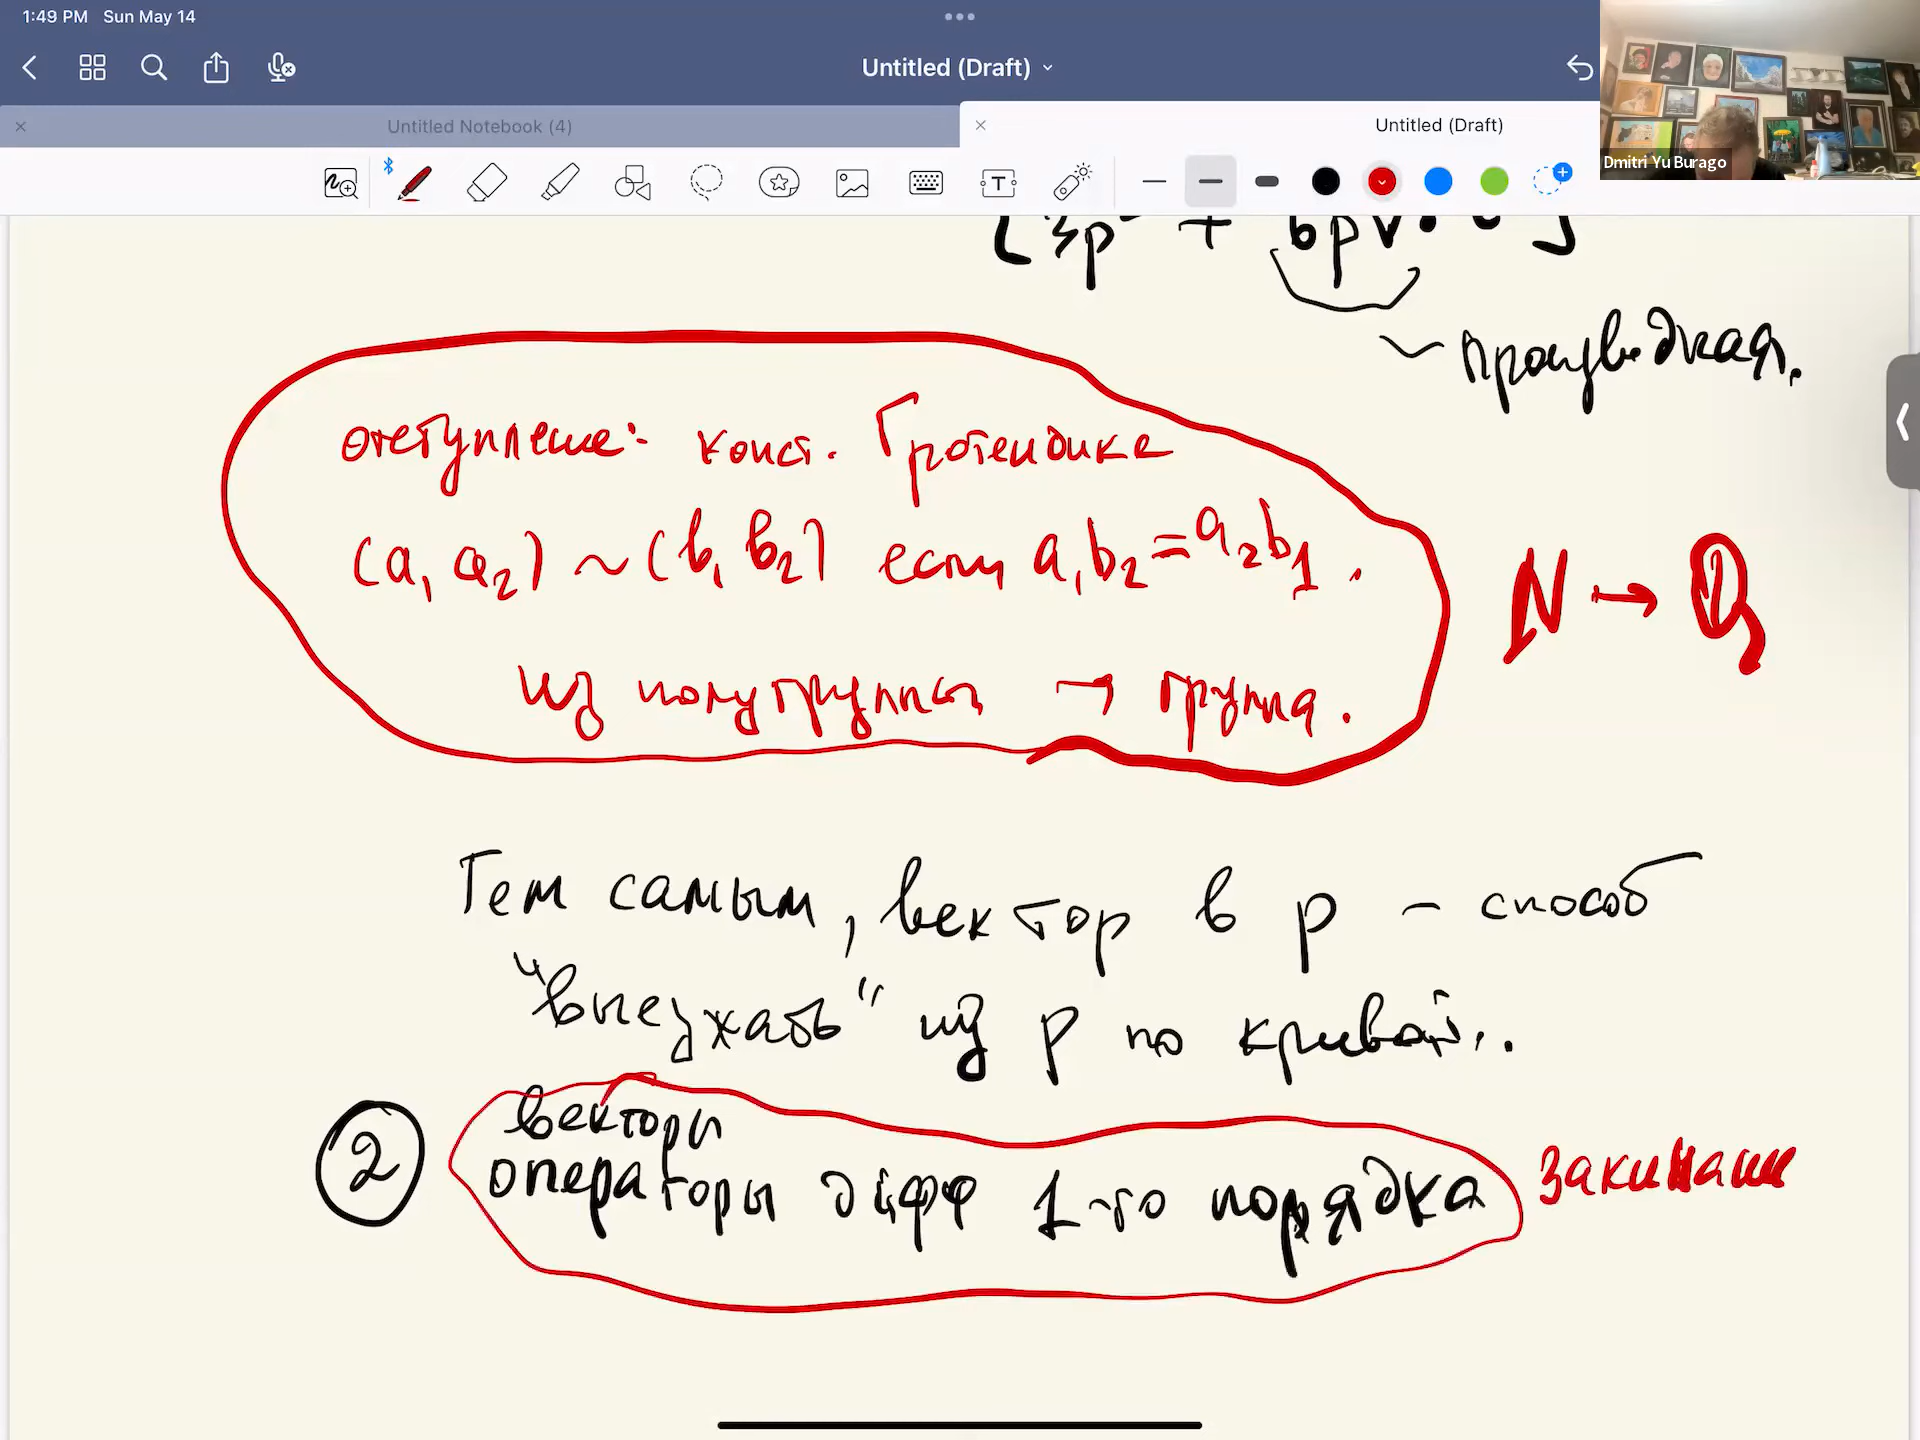 1:49 PM Sun May 14
Untitled (Draft)
Untitled Notebook (4)
Untitled (Draft)
Dmitri Yu Burago
~ производная.
отступление: конст. Гротендика
(a₁ a₂) ~ (b₁ b₂) если a₁b₂ = a₂b₁.
N → Q
из полугруппы → группа.
Тем самым, вектор в p – способ
"выезжать" из p по кривой..
векторы
② операторы дифф 1-го порядка